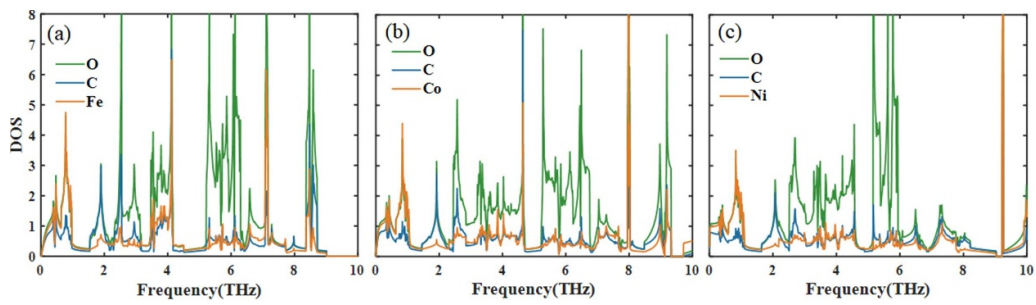 (a)
O
C
Fe
DOS
8
7
6
5
4
3
2
1
0
0 2 4 6 8 10
Frequency(THz)
(b)
O
C
Co
0 2 4 6 8 10
Frequency(THz)
(c)
O
C
Ni
0 2 4 6 8 10
Frequency(THz)